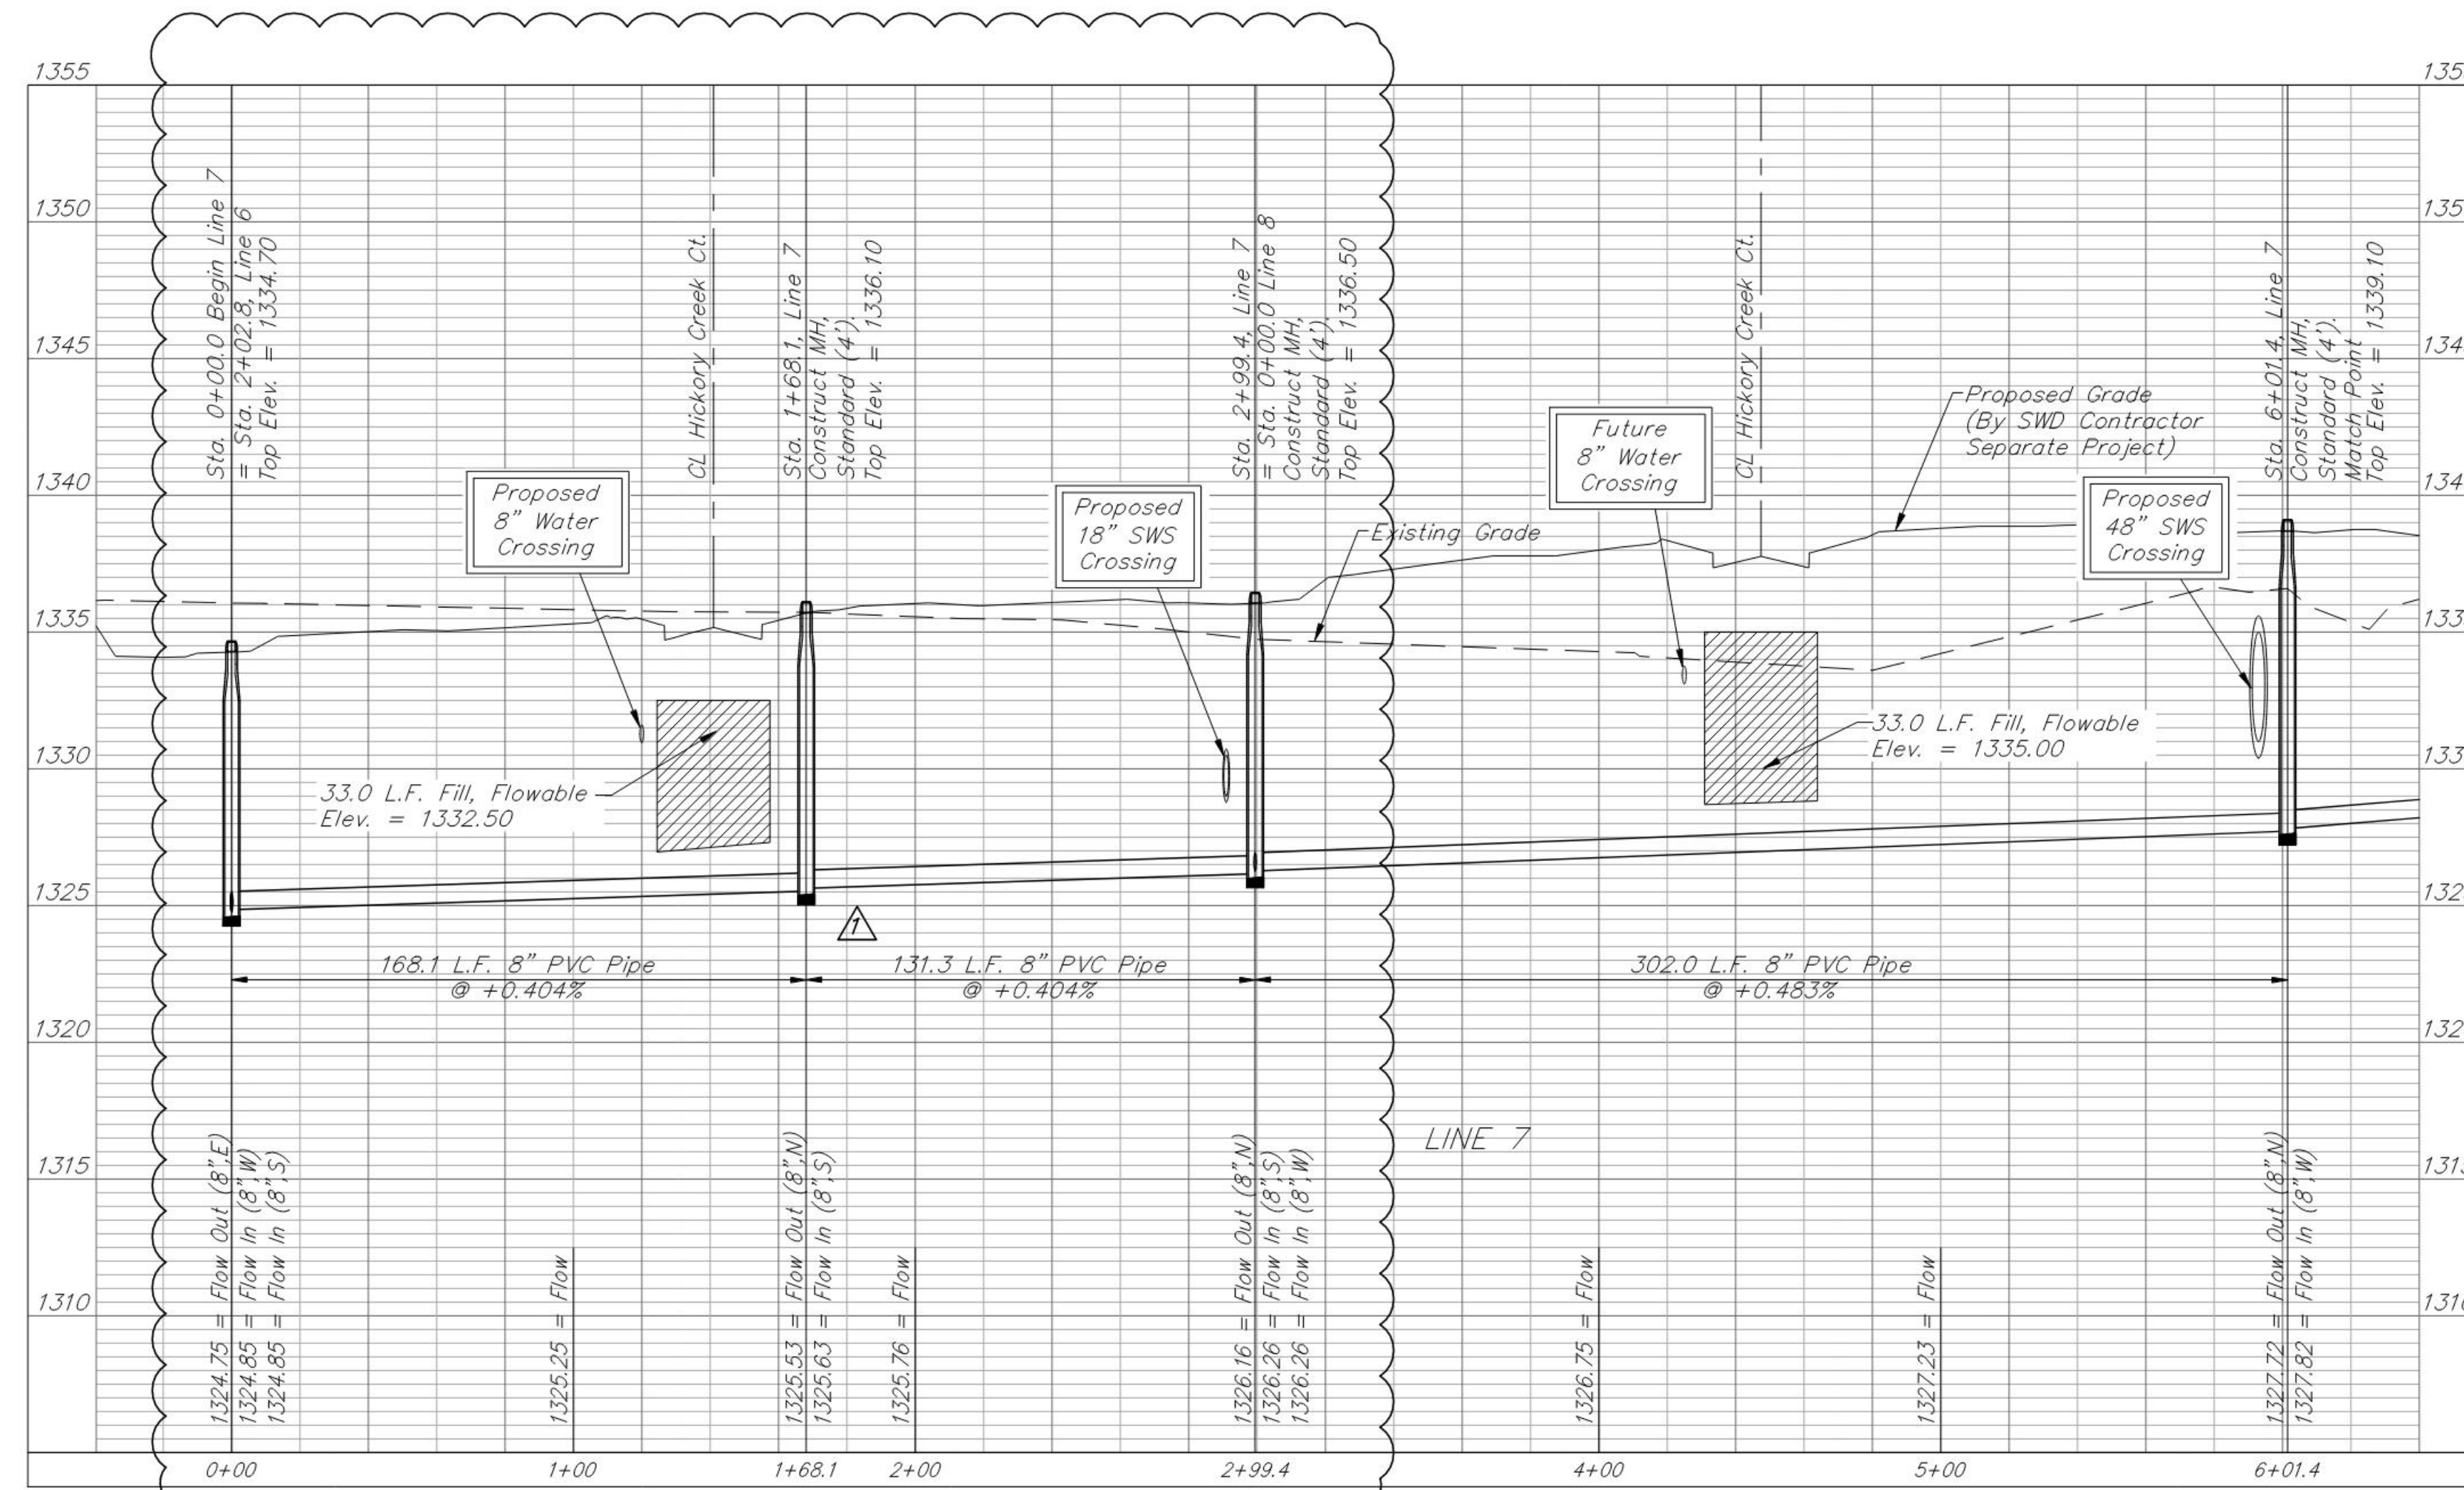 1355
1350
1345
1340
1335
1330
1325
1320
1315
1310
Sta. 0+00.0 Begin Line 7
= Sta. 2+02.8, Line 6
Top Elev. = 1334.70
CL Hickory Creek Ct.
Sta. 1+68.1, Line 7
Construct MH,
Standard (4').
Top Elev. = 1336.10
Sta. 2+99.4, Line 7
= Sta. 0+00.0 Line 8
Construct MH,
Standard (4').
Top Elev. = 1336.50
CL Hickory Creek Ct.
Sta. 6+01.4, Line 7
Construct MH,
Standard (4').
Match Point
Top Elev. = 1339.10
Proposed
8" Water
Crossing
Proposed
18" SWS
Crossing
Existing Grade
Future
8" Water
Crossing
Proposed Grade
(By SWD Contractor
Separate Project)
Proposed
48" SWS
Crossing
33.0 L.F. Fill, Flowable
Elev. = 1332.50
33.0 L.F. Fill, Flowable
Elev. = 1335.00
1
168.1 L.F. 8" PVC Pipe
@ +0.404%
131.3 L.F. 8" PVC Pipe
@ +0.404%
302.0 L.F. 8" PVC Pipe
@ +0.483%
LINE 7
1324.75 = Flow Out (8",E)
1324.85 = Flow In (8",W)
1324.85 = Flow In (8",S)
1325.25 = Flow
1325.53 = Flow Out (8",N)
1325.63 = Flow In (8",S)
1325.76 = Flow
1326.16 = Flow Out (8",N)
1326.26 = Flow In (8",S)
1326.26 = Flow In (8",W)
1326.75 = Flow
1327.23 = Flow
1327.72 = Flow Out (8",N)
1327.82 = Flow In (8",W)
0+00
1+00
1+68.1
2+00
2+99.4
4+00
5+00
6+01.4